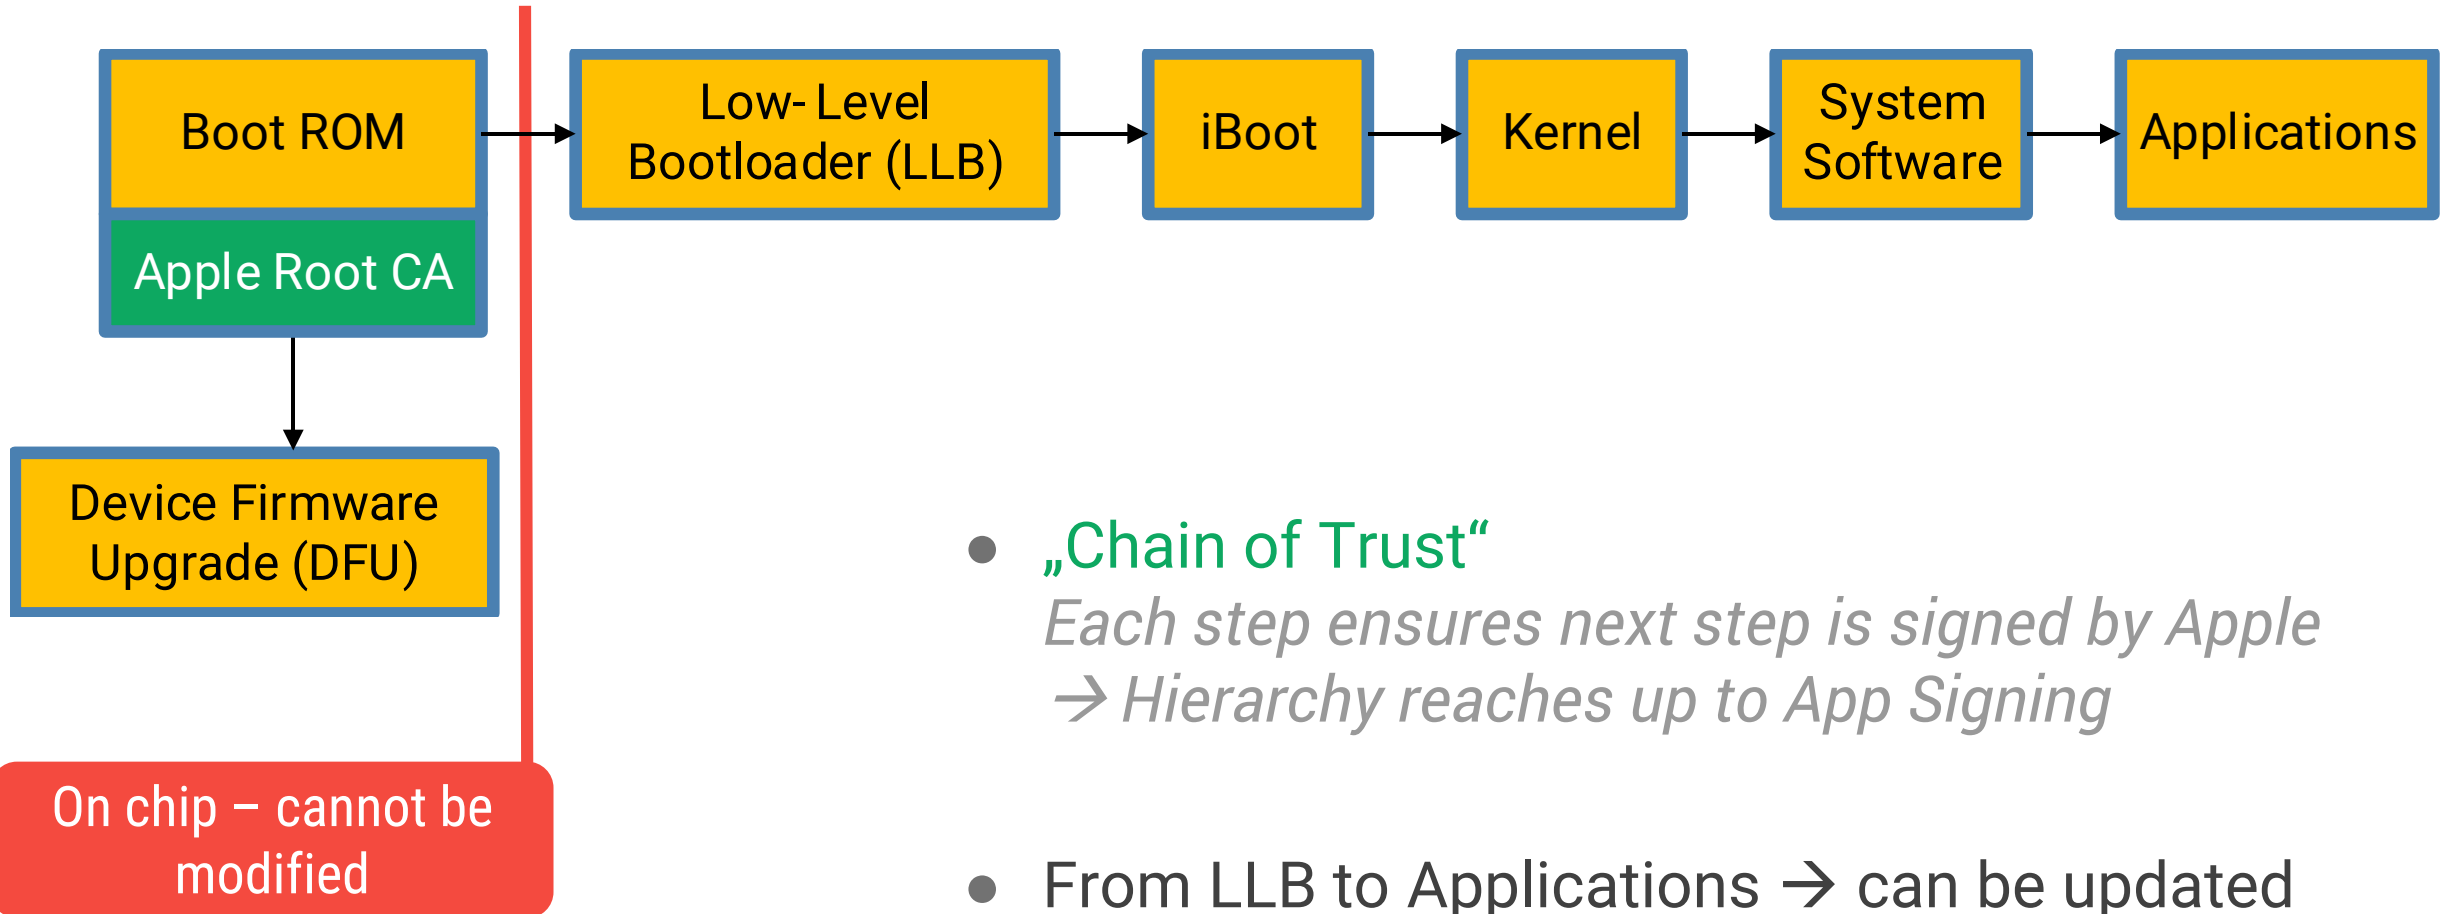 Boot ROM
Apple Root CA
Device Firmware
Upgrade (DFU)
Low-Level
Bootloader (LLB)
iBoot
Kernel
System
Software
Applications
On chip – cannot be
modified
● „Chain of Trust“
Each step ensures next step is signed by Apple
→ Hierarchy reaches up to App Signing
● From LLB to Applications → can be updated